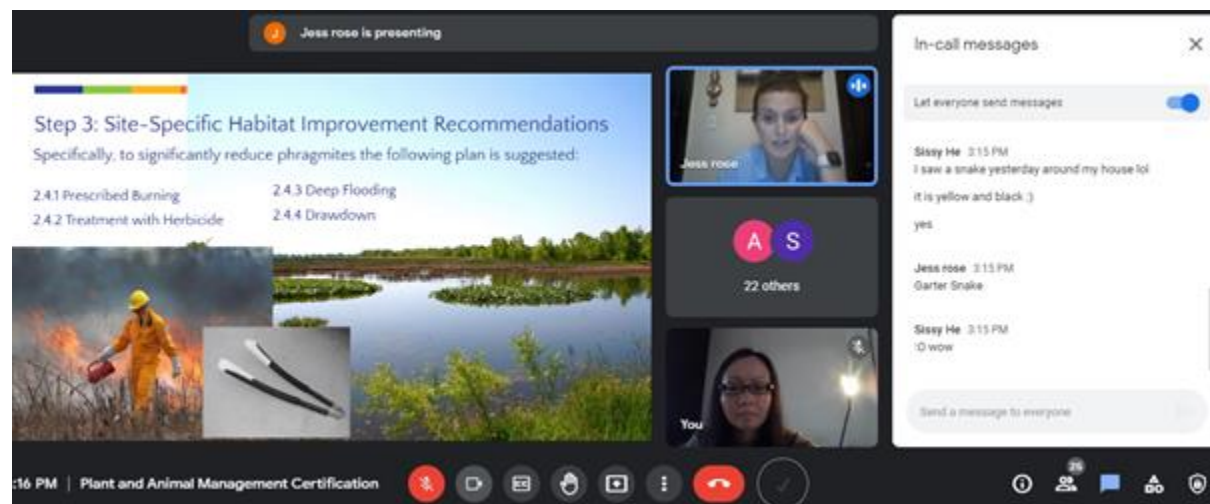 J Jess rose is presenting
Step 3: Site-Specific Habitat Improvement Recommendations
Specifically, to significantly reduce phragmites the following plan is suggested:
2.4.1 Prescribed Burning
2.4.2 Treatment with Herbicide
2.4.3 Deep Flooding
2.4.4 Drawdown
Jess rose
A S
22 others
You
In-call messages
Let everyone send messages
Sissy He 3:15 PM
I saw a snake yesterday around my house lol
it is yellow and black :)
yes
Jess rose 3:15 PM
Garter Snake
Sissy He 3:15 PM
:O wow
Send a message to everyone
:16 PM | Plant and Animal Management Certification